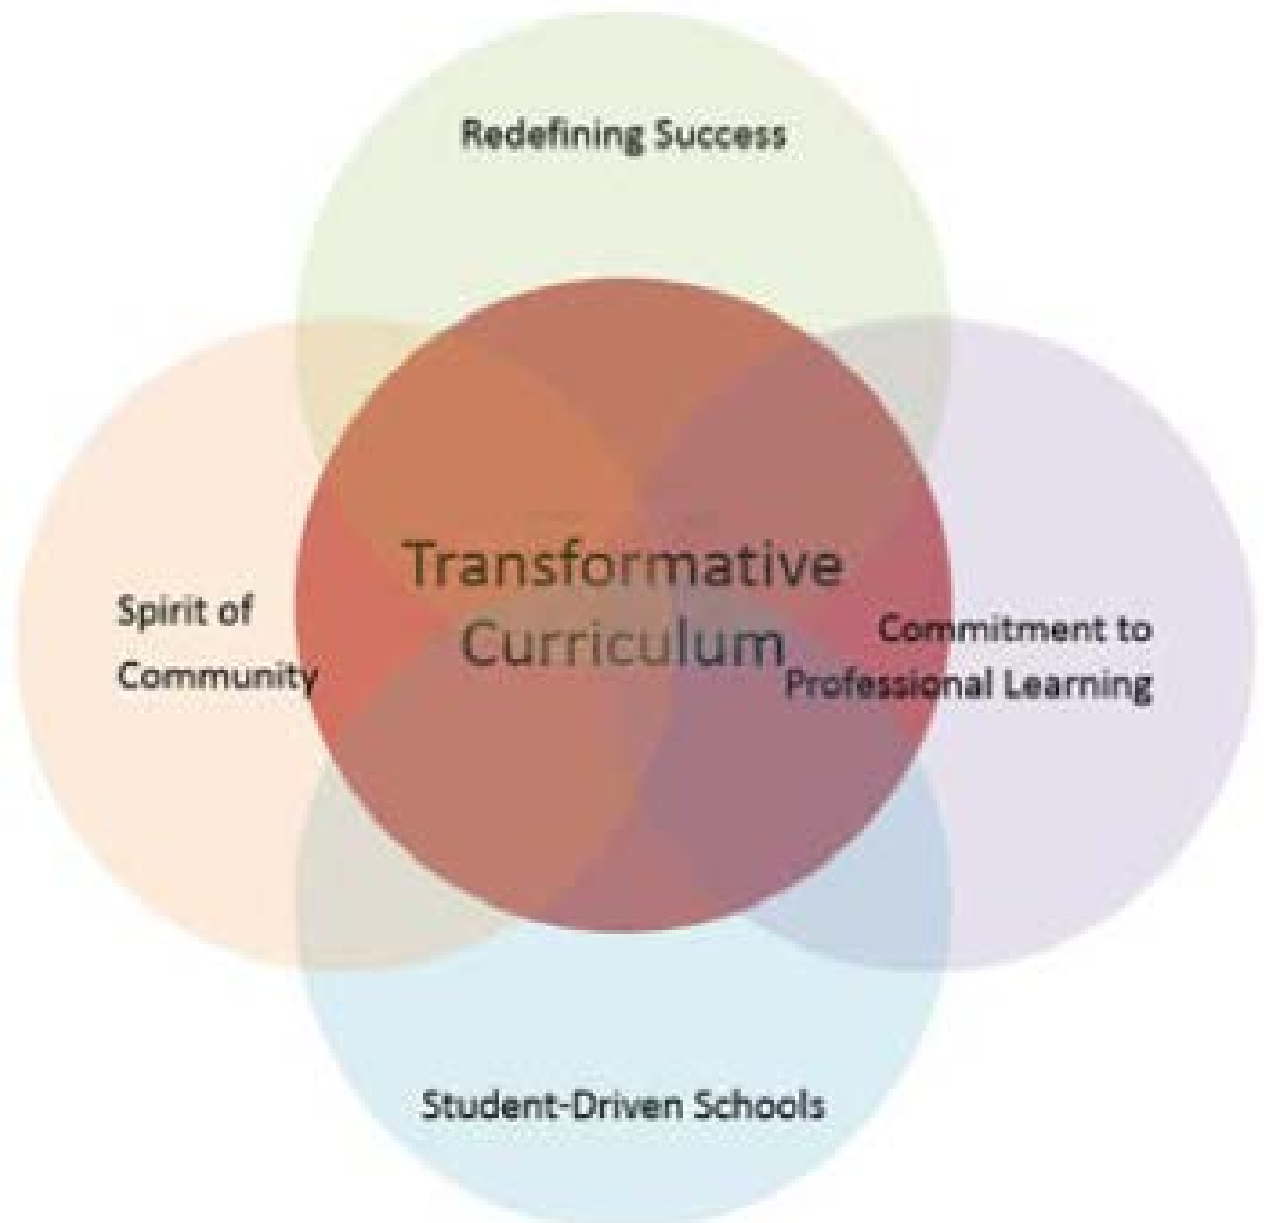 Redefining Success
Transformative
Curriculum
Spirit of
Community
Commitment to
Professional Learning
Student-Driven Schools